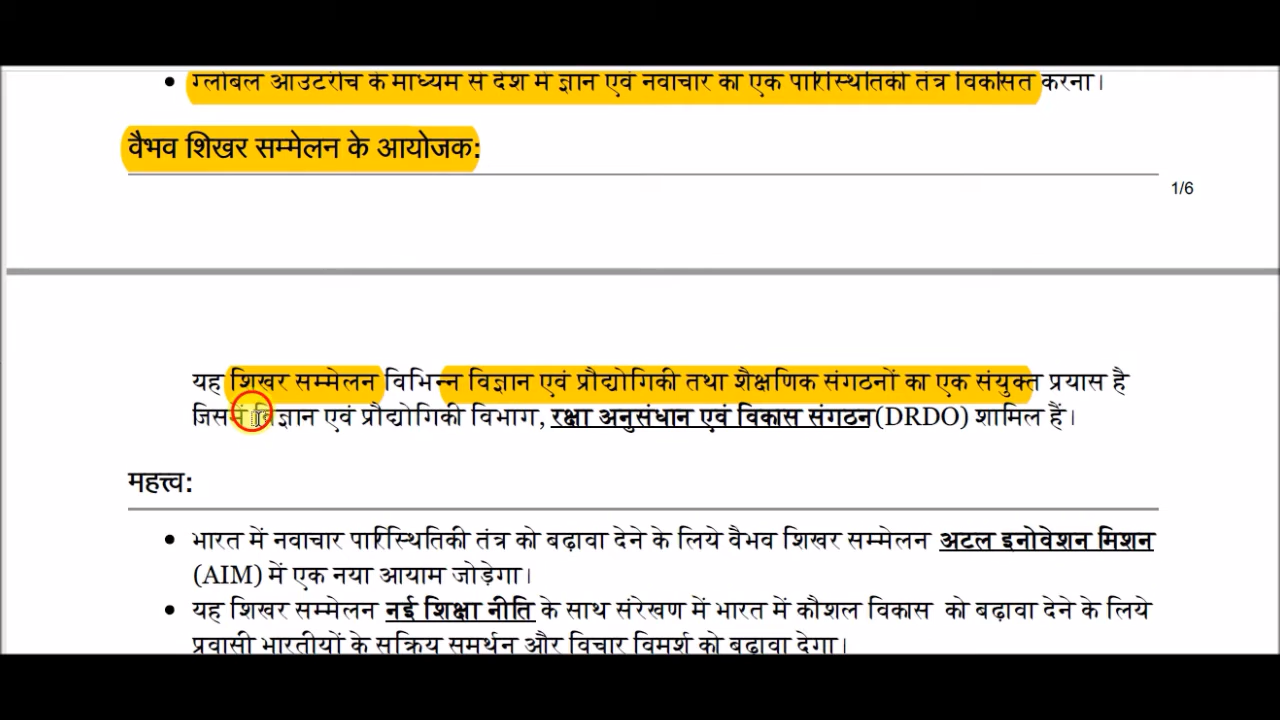 • ग्लोबल आउटरीच के माध्यम से देश में ज्ञान एवं नवाचार का एक पारिस्थितिकी तंत्र विकसित करना।
वैभव शिखर सम्मेलन के आयोजक:
1/6
यह शिखर सम्मेलन विभिन्न विज्ञान एवं प्रौद्योगिकी तथा शैक्षणिक संगठनों का एक संयुक्त प्रयास है
जिसमें विज्ञान एवं प्रौद्योगिकी विभाग, रक्षा अनुसंधान एवं विकास संगठन(DRDO) शामिल हैं।
महत्त्व:
• भारत में नवाचार पारिस्थितिकी तंत्र को बढ़ावा देने के लिये वैभव शिखर सम्मेलन अटल इनोवेशन मिशन
(AIM) में एक नया आयाम जोड़ेगा।
• यह शिखर सम्मेलन नई शिक्षा नीति के साथ संरेखण में भारत में कौशल विकास को बढ़ावा देने के लिये
प्रवासी भारतीयों के सक्रिय समर्थन और विचार विमर्श को बढ़ावा देगा।